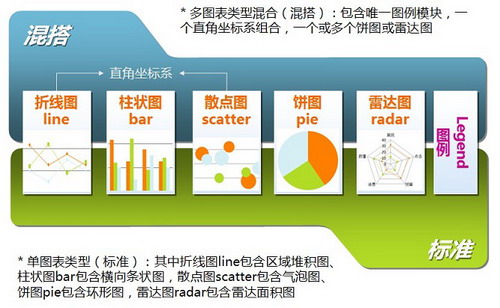 * 多图表类型混合（混搭）：包含唯一图例模块，一
个直角坐标系组合，一个或多个饼图或雷达图
混搭
直角坐标系
折线图
line
柱状图
bar
散点图
scatter
饼图
pie
雷达图
radar
Legend
图例
标准
* 单图表类型（标准）：其中折线图line包含区域堆积图、
柱状图bar包含横向条状图，散点图scatter包含气泡图、
饼图pie包含环形图，雷达图radar包含雷达面积图